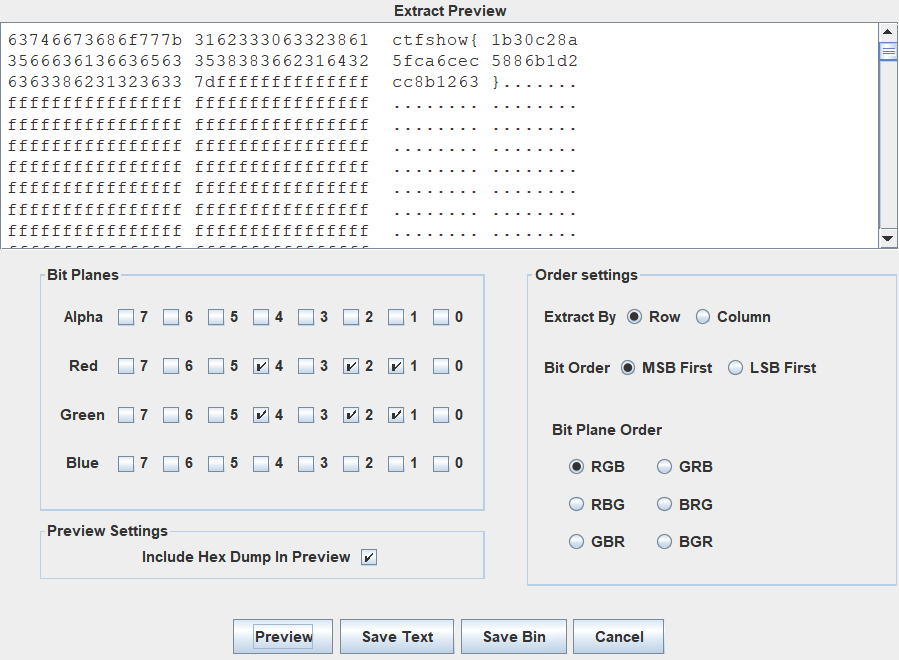 Extract Preview
63746673686f777b 3162333063323861 ctfshow{ 1b30c28a
3566636136636563 3538383662316432 5fca6cec 5886b1d2
6363386231323633 7dffffffffffffff cc8b1263 }.......
ffffffffffffffff ffffffffffffffff ........ ........
ffffffffffffffff ffffffffffffffff ........ ........
ffffffffffffffff ffffffffffffffff ........ ........
ffffffffffffffff ffffffffffffffff ........ ........
ffffffffffffffff ffffffffffffffff ........ ........
ffffffffffffffff ffffffffffffffff ........ ........
ffffffffffffffff ffffffffffffffff ........ ........
Bit Planes
Alpha 7 6 5 4 3 2 1 0
Red 7 6 5 4 3 2 1 0
Green 7 6 5 4 3 2 1 0
Blue 7 6 5 4 3 2 1 0
Preview Settings
Include Hex Dump In Preview
Order settings
Extract By Row Column
Bit Order MSB First LSB First
Bit Plane Order
RGB GRB
RBG BRG
GBR BGR
Preview Save Text Save Bin Cancel